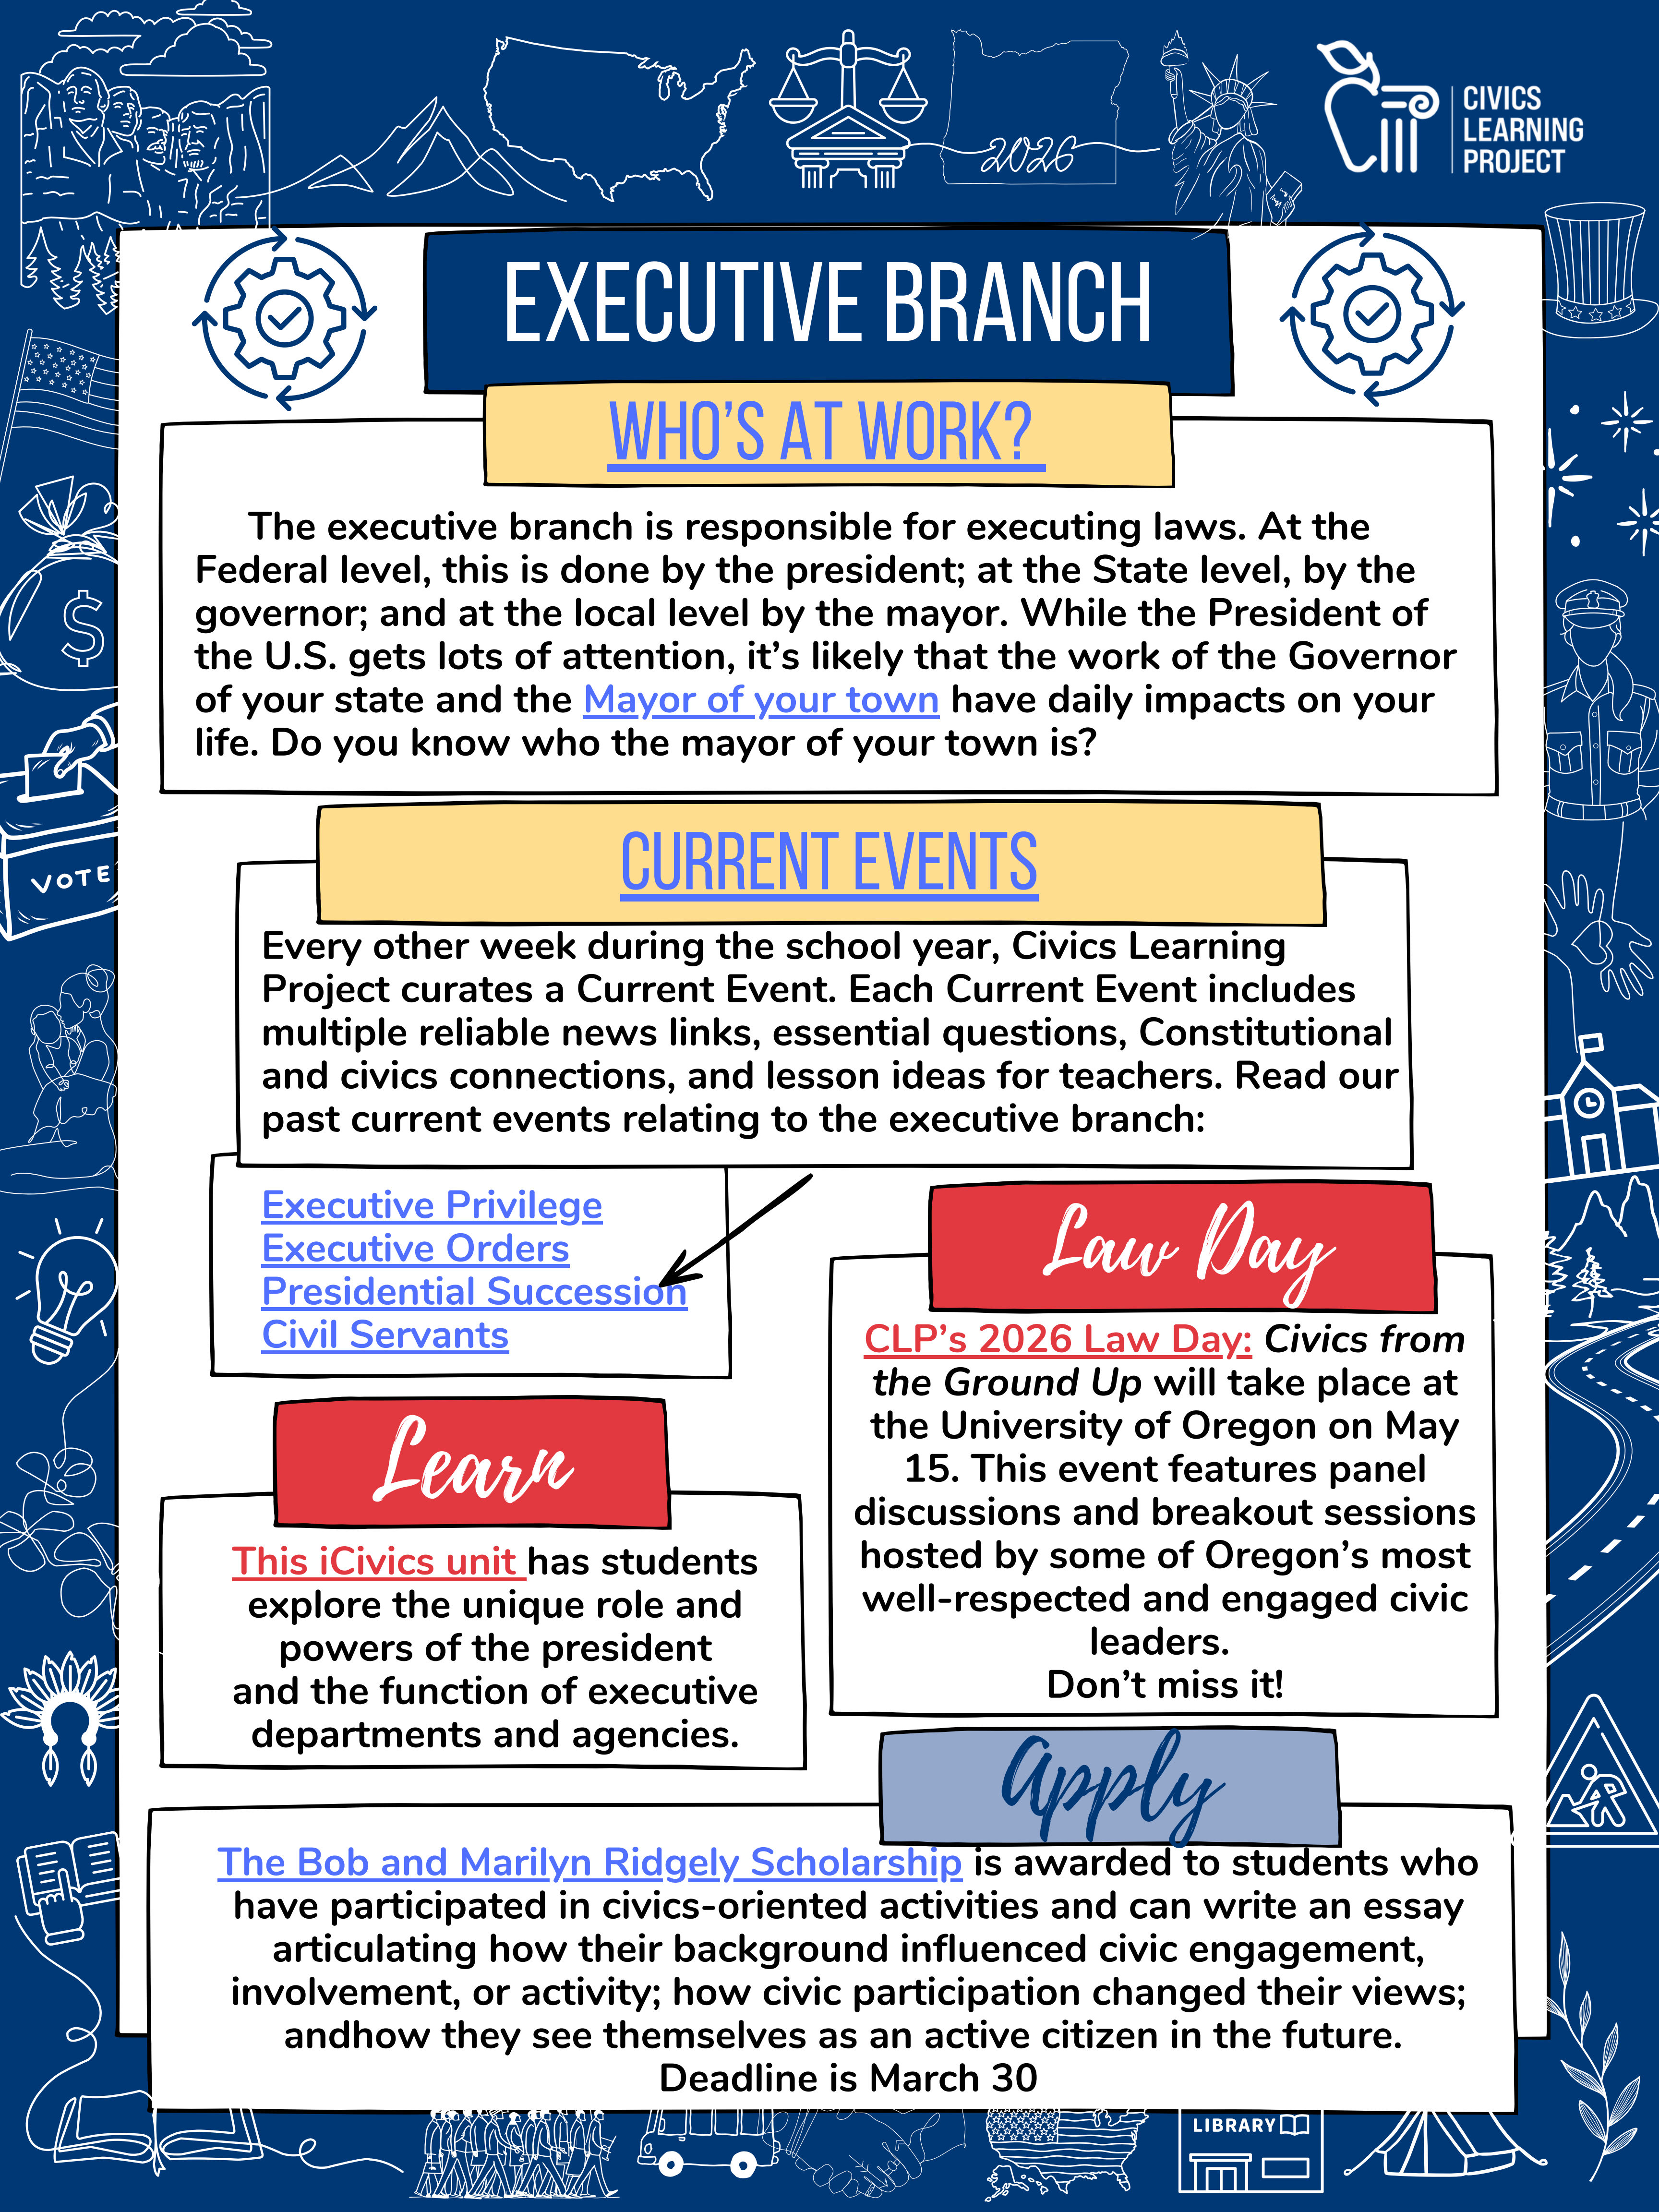 2026
CIVICS
LEARNING
PROJECT
EXECUTIVE BRANCH
WHO'S AT WORK?
The executive branch is responsible for executing laws. At the
Federal level, this is done by the president; at the State level, by the
governor; and at the local level by the mayor. While the President of
the U.S. gets lots of attention, it's likely that the work of the Governor
of your state and the Mayor of your town have daily impacts on your
life. Do you know who the mayor of your town is?
$
VOTE
CURRENT EVENTS
Every other week during the school year, Civics Learning
Project curates a Current Event. Each Current Event includes
multiple reliable news links, essential questions, Constitutional
and civics connections, and lesson ideas for teachers. Read our
past current events relating to the executive branch:
Executive Privilege
Executive Orders
Presidential Succession
Civil Servants
Law Day
CLP's 2026 Law Day: Civics from
the Ground Up will take place at
the University of Oregon on May
15. This event features panel
discussions and breakout sessions
hosted by some of Oregon's most
well-respected and engaged civic
leaders.
Don't miss it!
Learn
This iCivics unit has students
explore the unique role and
powers of the president
and the function of executive
departments and agencies.
Apply
The Bob and Marilyn Ridgely Scholarship is awarded to students who
have participated in civics-oriented activities and can write an essay
articulating how their background influenced civic engagement,
involvement, or activity; how civic participation changed their views;
andhow they see themselves as an active citizen in the future.
Deadline is March 30
LIBRARY